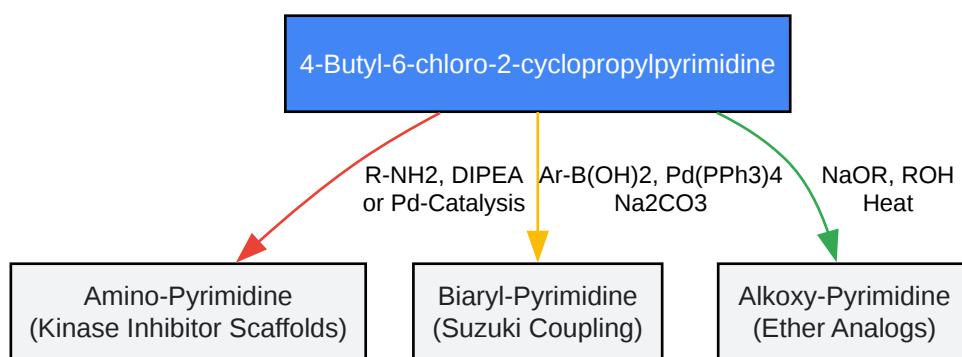 4-Butyl-6-chloro-2-cyclopropylpyrimidine
R-NH2, DIPEA
or Pd-Catalysis
Ar-B(OH)2, Pd(PPh3)4
Na2CO3
NaOR, ROH
Heat
Amino-Pyrimidine
(Kinase Inhibitor Scaffolds)
Biaryl-Pyrimidine
(Suzuki Coupling)
Alkoxy-Pyrimidine
(Ether Analogs)